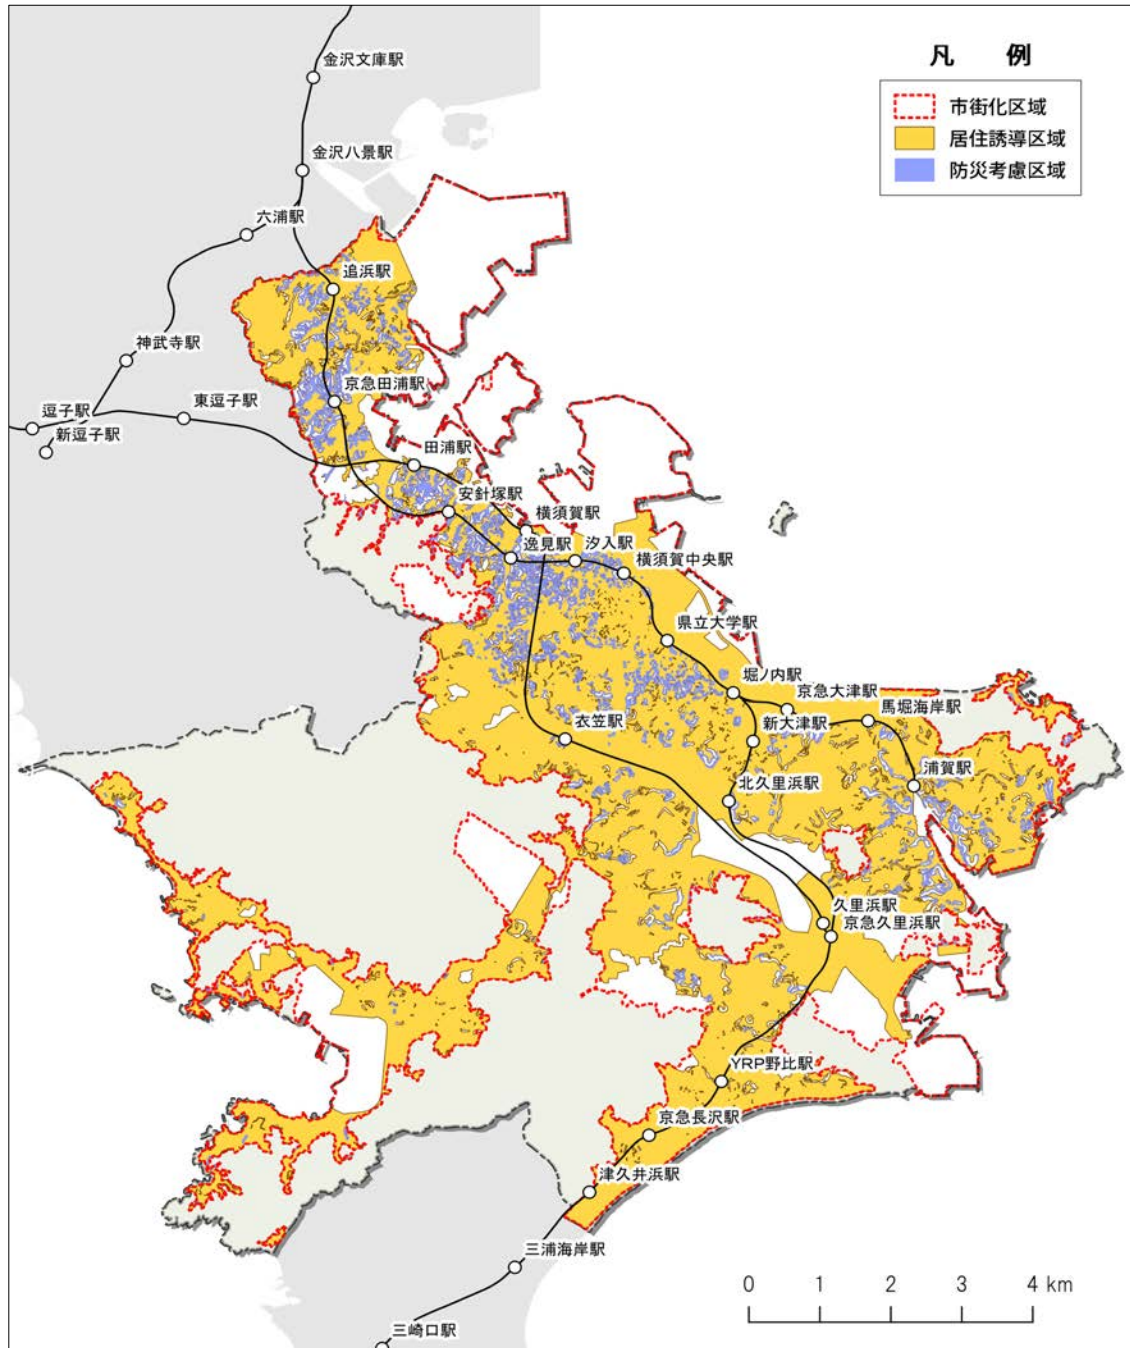 凡 例
市街化区域
居住誘導区域
防災考慮区域
金沢文庫駅
金沢八景駅
六浦駅
追浜駅
神武寺駅
京急田浦駅
東逗子駅
逗子駅
新逗子駅
田浦駅
安針塚駅
横須賀駅
逸見駅
汐入駅
横須賀中央駅
県立大学駅
堀ノ内駅
京急大津駅
新大津駅
馬堀海岸駅
衣笠駅
浦賀駅
北久里浜駅
久里浜駅
京急久里浜駅
YRP野比駅
京急長沢駅
津久井浜駅
三浦海岸駅
三崎口駅
0 1 2 3 4 km